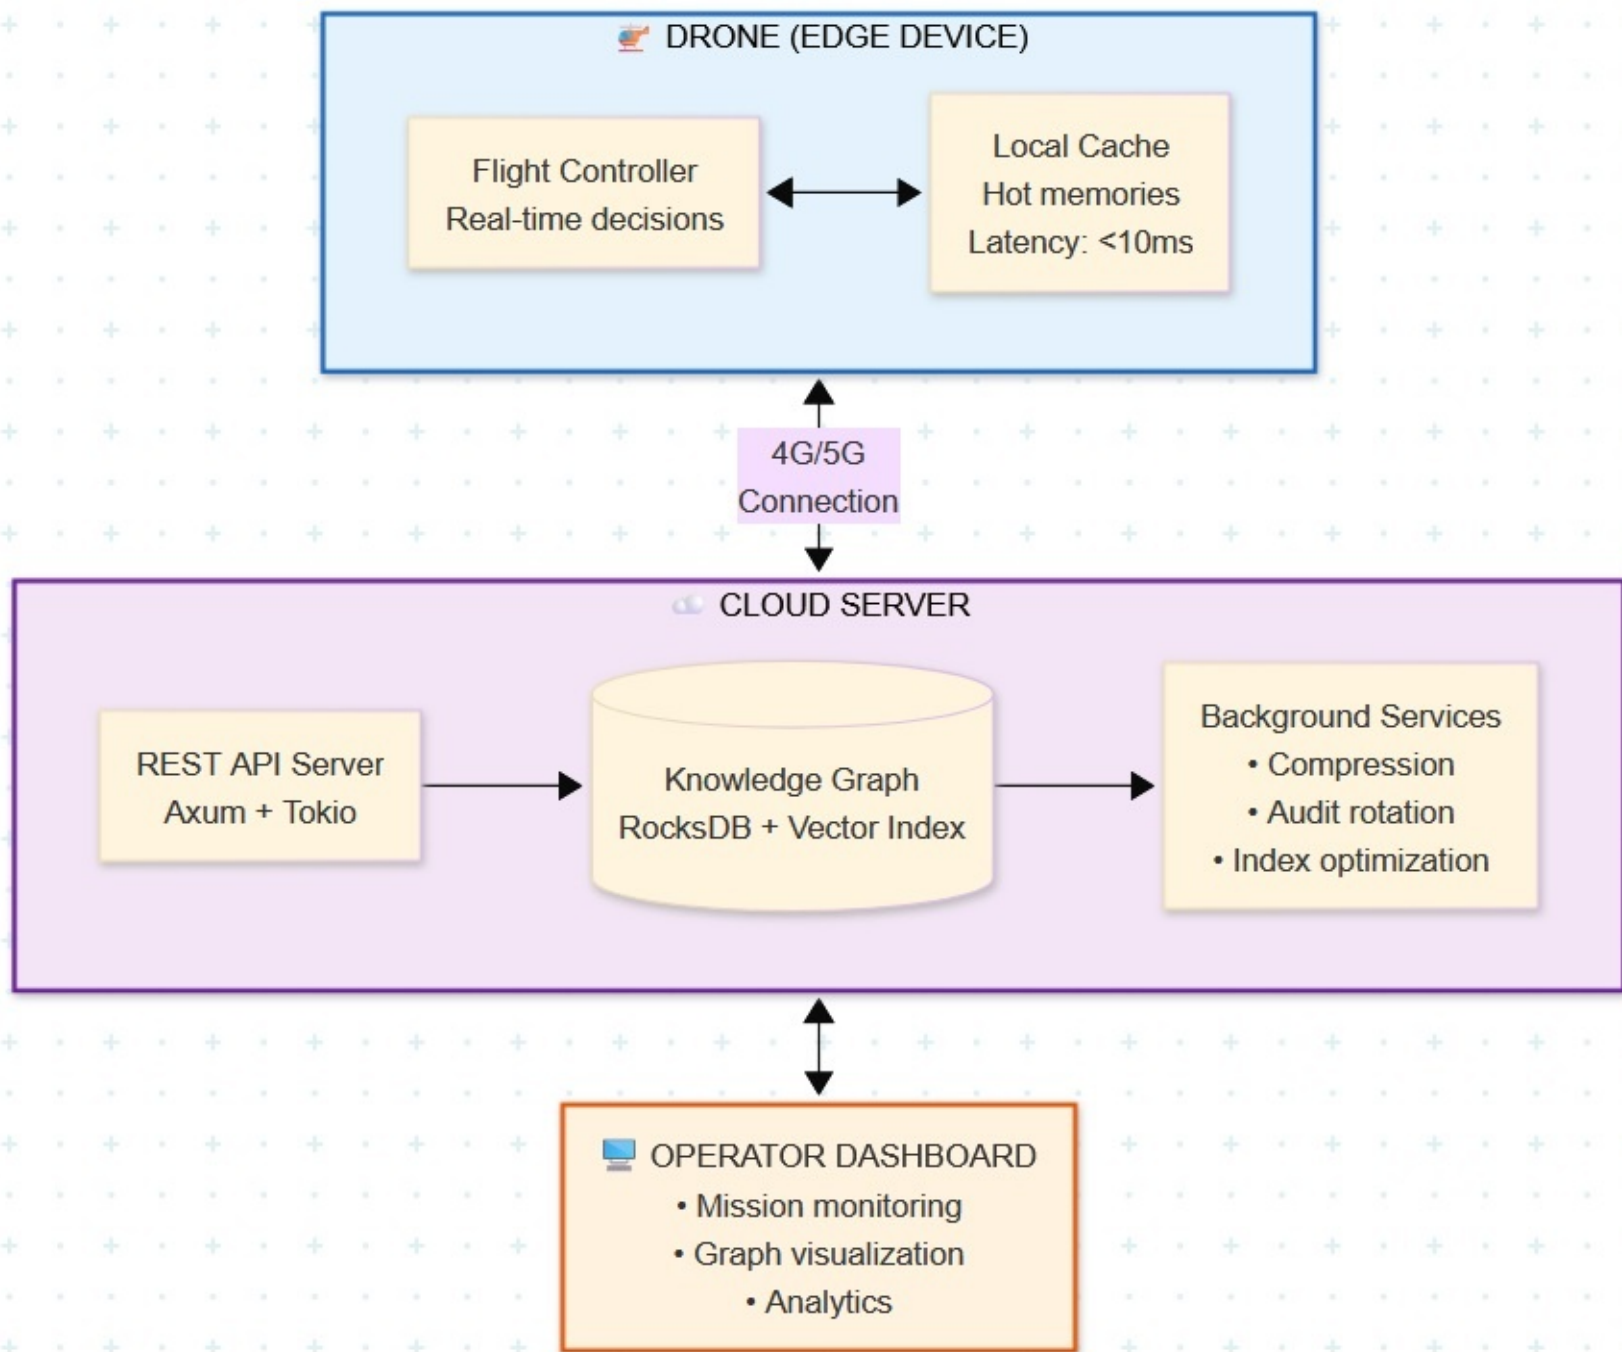 DRONE (EDGE DEVICE)
Flight Controller
Real-time decisions
Local Cache
Hot memories
Latency: <10ms
4G/5G
Connection
CLOUD SERVER
REST API Server
Axum + Tokio
Knowledge Graph
RocksDB + Vector Index
Background Services
• Compression
• Audit rotation
• Index optimization
OPERATOR DASHBOARD
• Mission monitoring
• Graph visualization
• Analytics